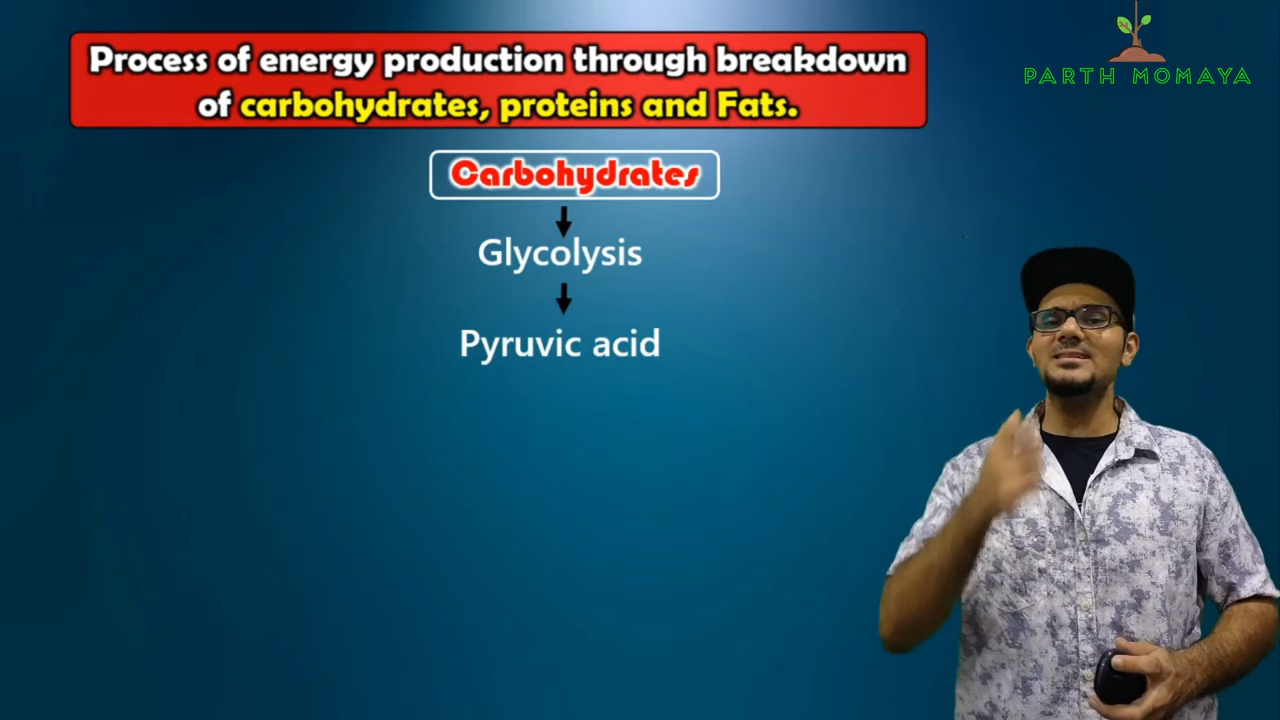 Process of energy production through breakdown
of carbohydrates, proteins and Fats.
PARTH MOMAYA
Carbohydrates
Glycolysis
Pyruvic acid